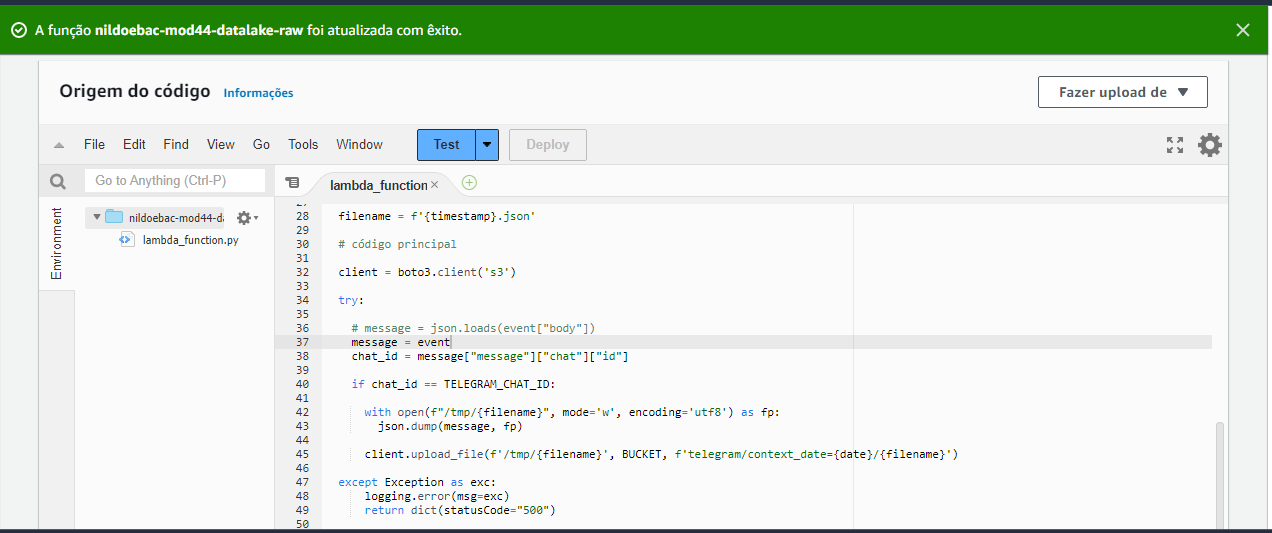 A função nildoebac-mod44-datalake-raw foi atualizada com êxito.
Origem do código Informações
Fazer upload de
File Edit Find View Go Tools Window Test Deploy
Go to Anything (Ctrl-P)
lambda_function
Environment
nildoebac-mod44-da
lambda_function.py
28 filename = f'{timestamp}.json'
29
30 # código principal
31
32 client = boto3.client('s3')
33
34 try:
35
36 # message = json.loads(event["body"])
37 message = event
38 chat_id = message["message"]["chat"]["id"]
39
40 if chat_id == TELEGRAM_CHAT_ID:
41
42 with open(f"/tmp/{filename}", mode='w', encoding='utf8') as fp:
43 json.dump(message, fp)
44
45 client.upload_file(f'/tmp/{filename}', BUCKET, f'telegram/context_date={date}/{filename}')
46
47 except Exception as exc:
48 logging.error(msg=exc)
49 return dict(statusCode="500")
50